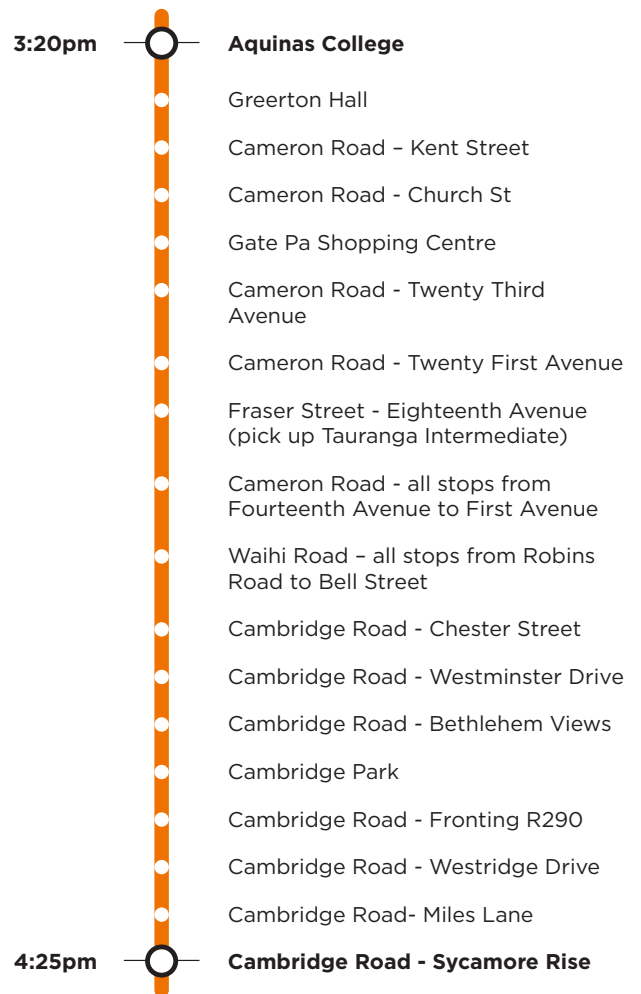 3:20pm Aquinas College
Greerton Hall
Cameron Road – Kent Street
Cameron Road - Church St
Gate Pa Shopping Centre
Cameron Road - Twenty Third
Avenue
Cameron Road - Twenty First Avenue
Fraser Street - Eighteenth Avenue
(pick up Tauranga Intermediate)
Cameron Road - all stops from
Fourteenth Avenue to First Avenue
Waihi Road – all stops from Robins
Road to Bell Street
Cambridge Road - Chester Street
Cambridge Road - Westminster Drive
Cambridge Road - Bethlehem Views
Cambridge Park
Cambridge Road - Fronting R290
Cambridge Road - Westridge Drive
Cambridge Road- Miles Lane
4:25pm Cambridge Road - Sycamore Rise